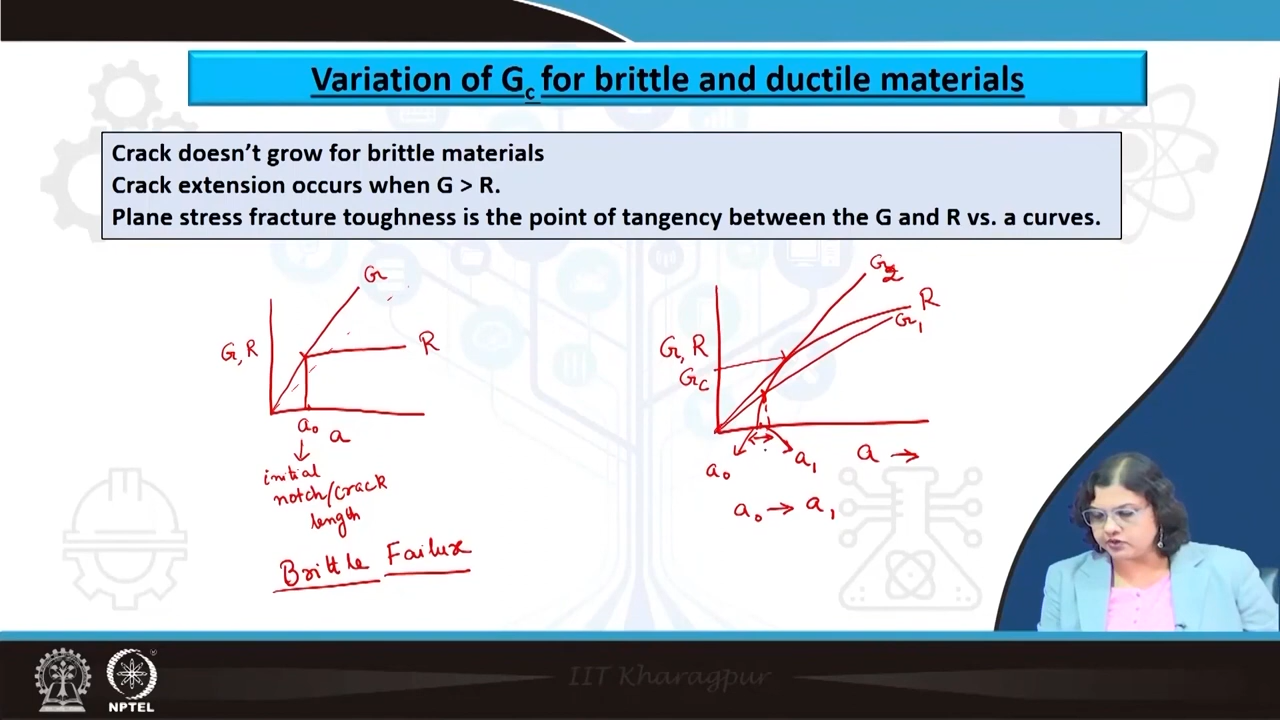 Variation of Gc for brittle and ductile materials
Crack doesn’t grow for brittle materials
Crack extension occurs when G > R.
Plane stress fracture toughness is the point of tangency between the G and R vs. a curves.
G
R
G, R
a₀
a
initial
notch/crack
length
Brittle Failure
G₂
R
G₁
G, R
Gc
a₀
a₁
a →
a₀ → a₁
IIT Kharagpur
NPTEL